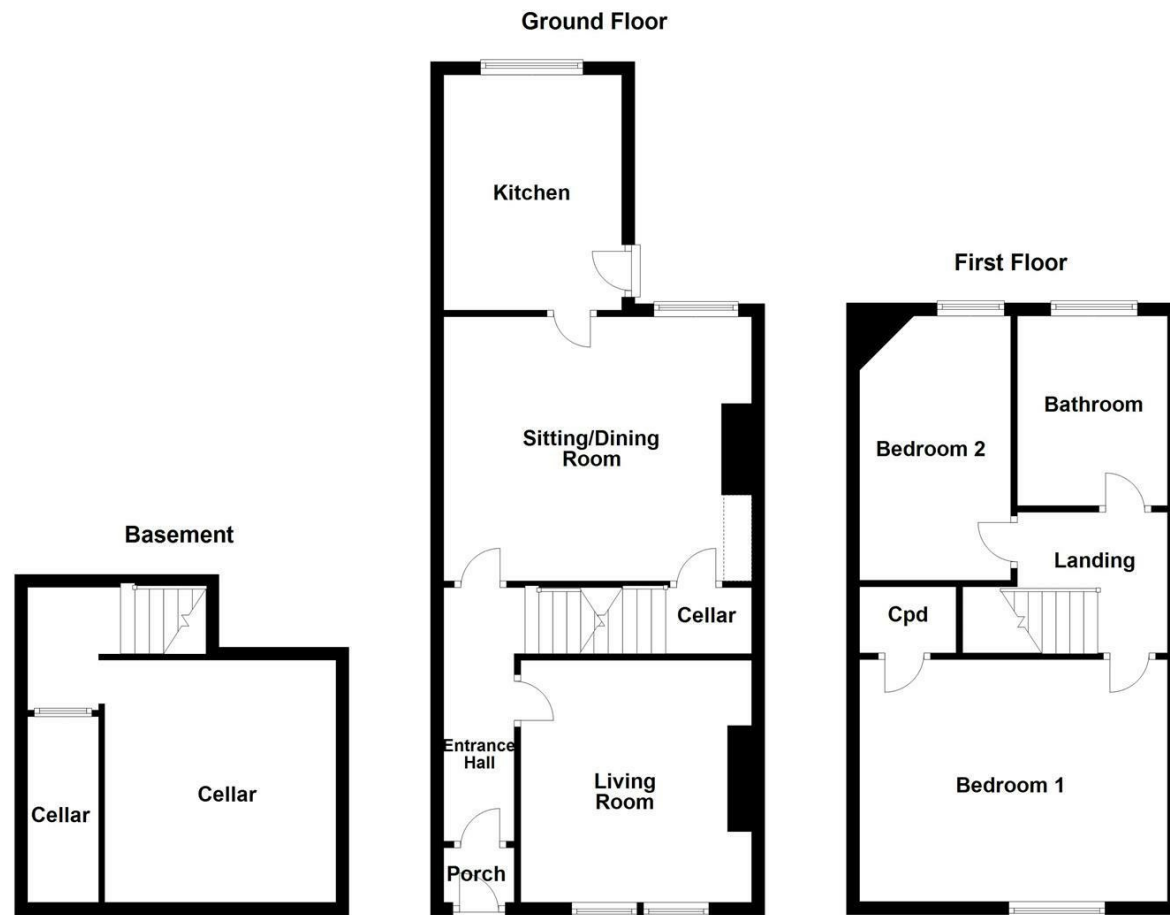 Ground Floor
Kitchen
Sitting/Dining
Room
Cellar
Entrance
Hall
Living
Room
Porch
Basement
Cellar
Cellar
First Floor
Bedroom 2
Bathroom
Landing
Cpd
Bedroom 1